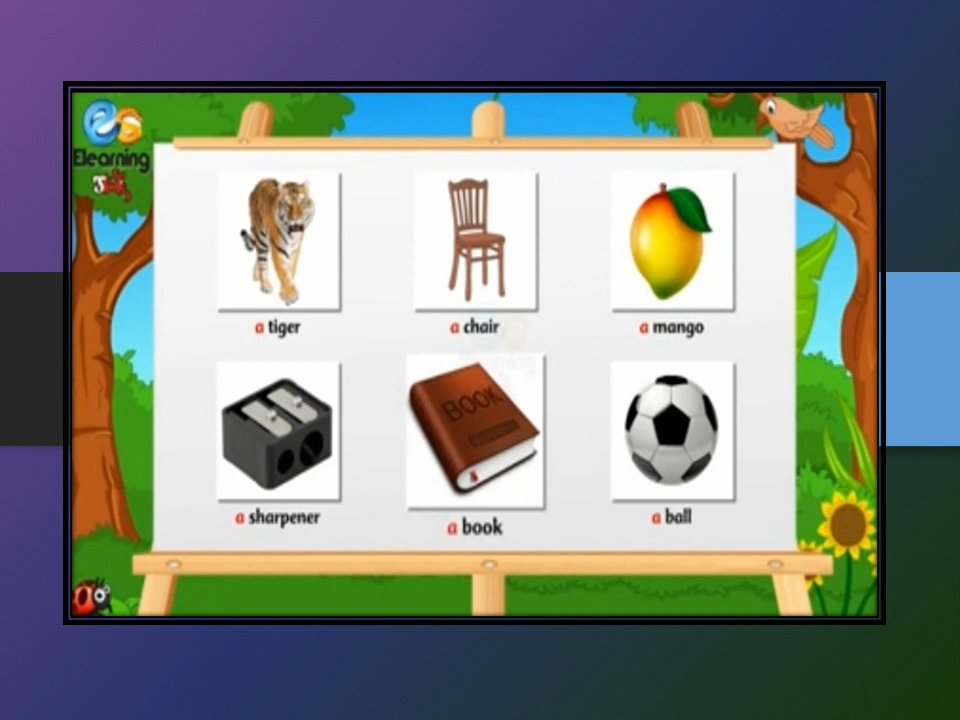 Elearning
a tiger
a chair
a mango
BOOK
a sharpener
a book
a ball